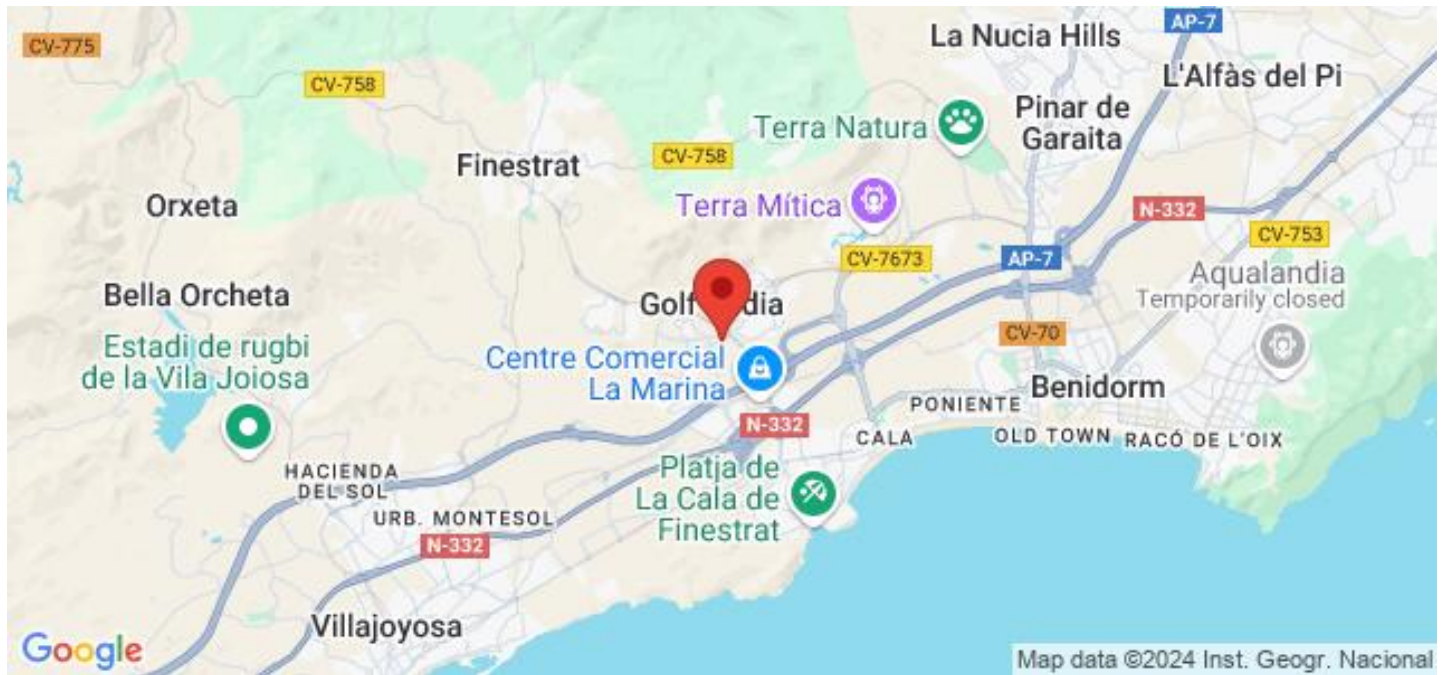 AP-7
CV-775
La Nucia Hills
L'Alfàs del Pi
CV-758
Pinar de
Garaita
Terra Natura
Finestrat
CV-758
Orxeta
Terra Mítica
N-332
CV-753
CV-7673
AP-7
Aqualandia
Temporarily closed
Bella Orcheta
Golf
dia
CV-70
Estadi de rugbi
de la Vila Joiosa
Centre Comercial
La Marina
Benidorm
PONIENTE
N-332
CALA
OLD TOWN
RACÓ DE L'OIX
HACIENDA
DEL SOL
Platja de
La Cala de
Finestrat
URB. MONTESOL
N-332
Villajoyosa
Google
Map data ©2024 Inst. Geogr. Nacional